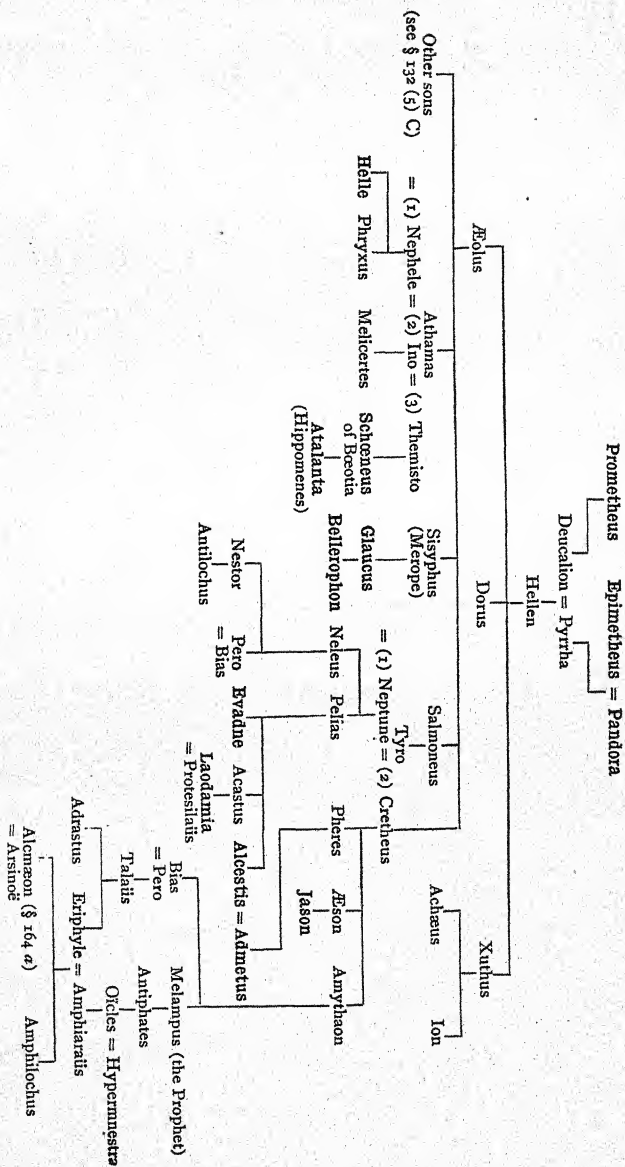 Prometheus Epimetheus = Pandora
Deucalion = Pyrrha
Hellen
Æolus Dorus Xuthus
Achæus Ion
Other sons
(see § 132 (5) C)
Athamas
= (1) Nephele = (2) Ino = (3) Themisto
Helle Phryxus Melicertes Schœneus
of Bœotia
Atalanta
(Hippomenes)
Sisyphus
(Merope)
Glaucus
Bellerophon
Salmoneus
Tyro
= (1) Neptune = (2) Cretheus
Neleus Pelias Pheres Æson Amythaon
Jason
Nestor Pero
= Bias
Antilochus
Evadne Acastus Alcestis = Admetus
Laodamia
= Protesilaüs
Bias
= Pero
Melampus (the Prophet)
Talaüs Antiphates
Oïcles = Hypermnestra
Adrastus Eriphyle = Amphiaraüs
Alcmæon (§ 164 a) Amphilochus
= Arsinoë